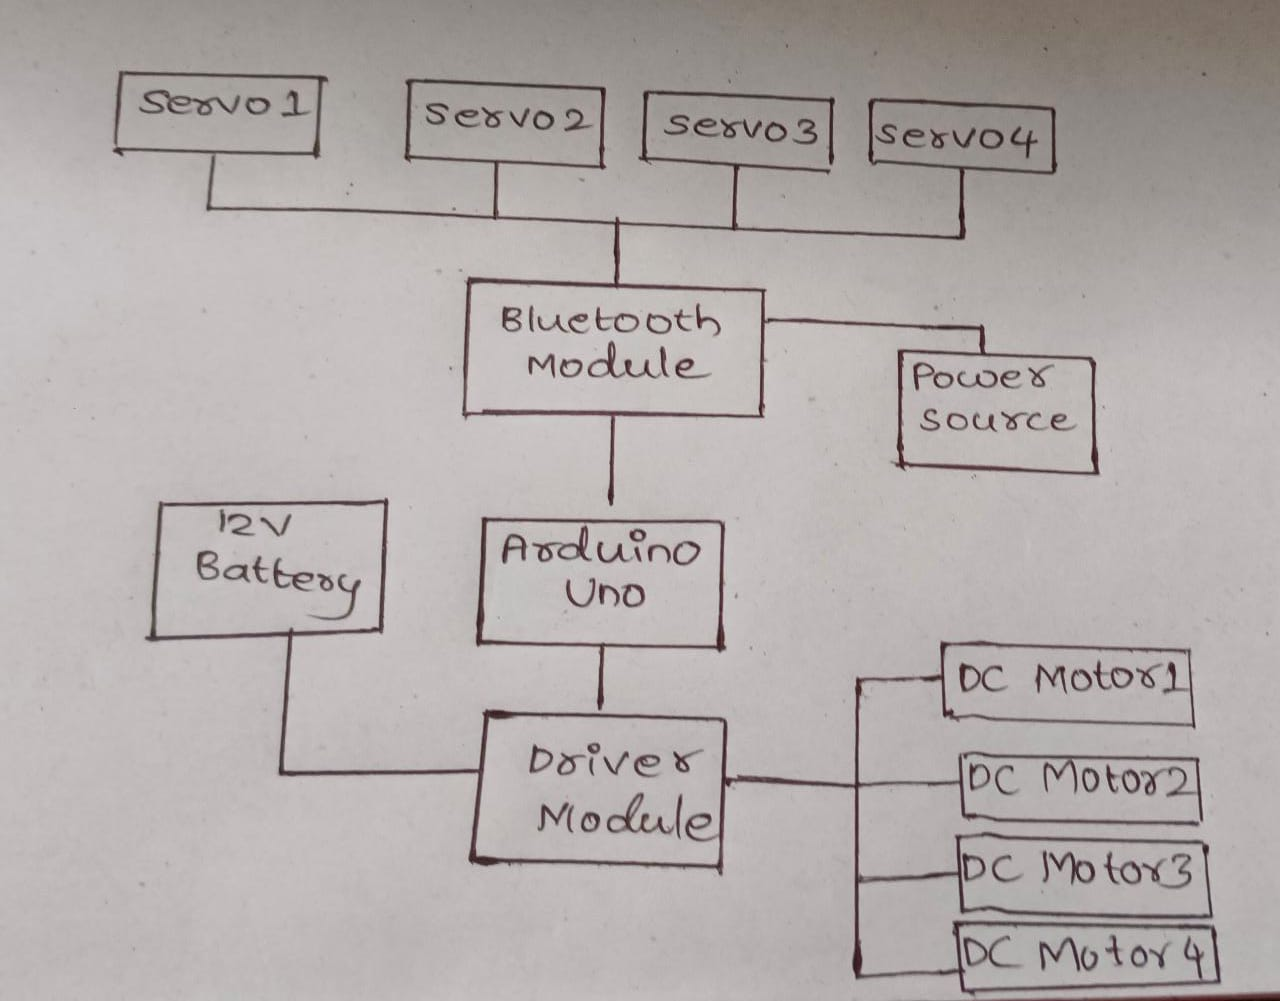 Servo1
Servo2
Servo3
Servo4
Bluetooth
Module
Power
source
12V
Battery
Arduino
Uno
DC Motor1
Driver
Module
DC Motor2
DC Motor3
DC Motor4